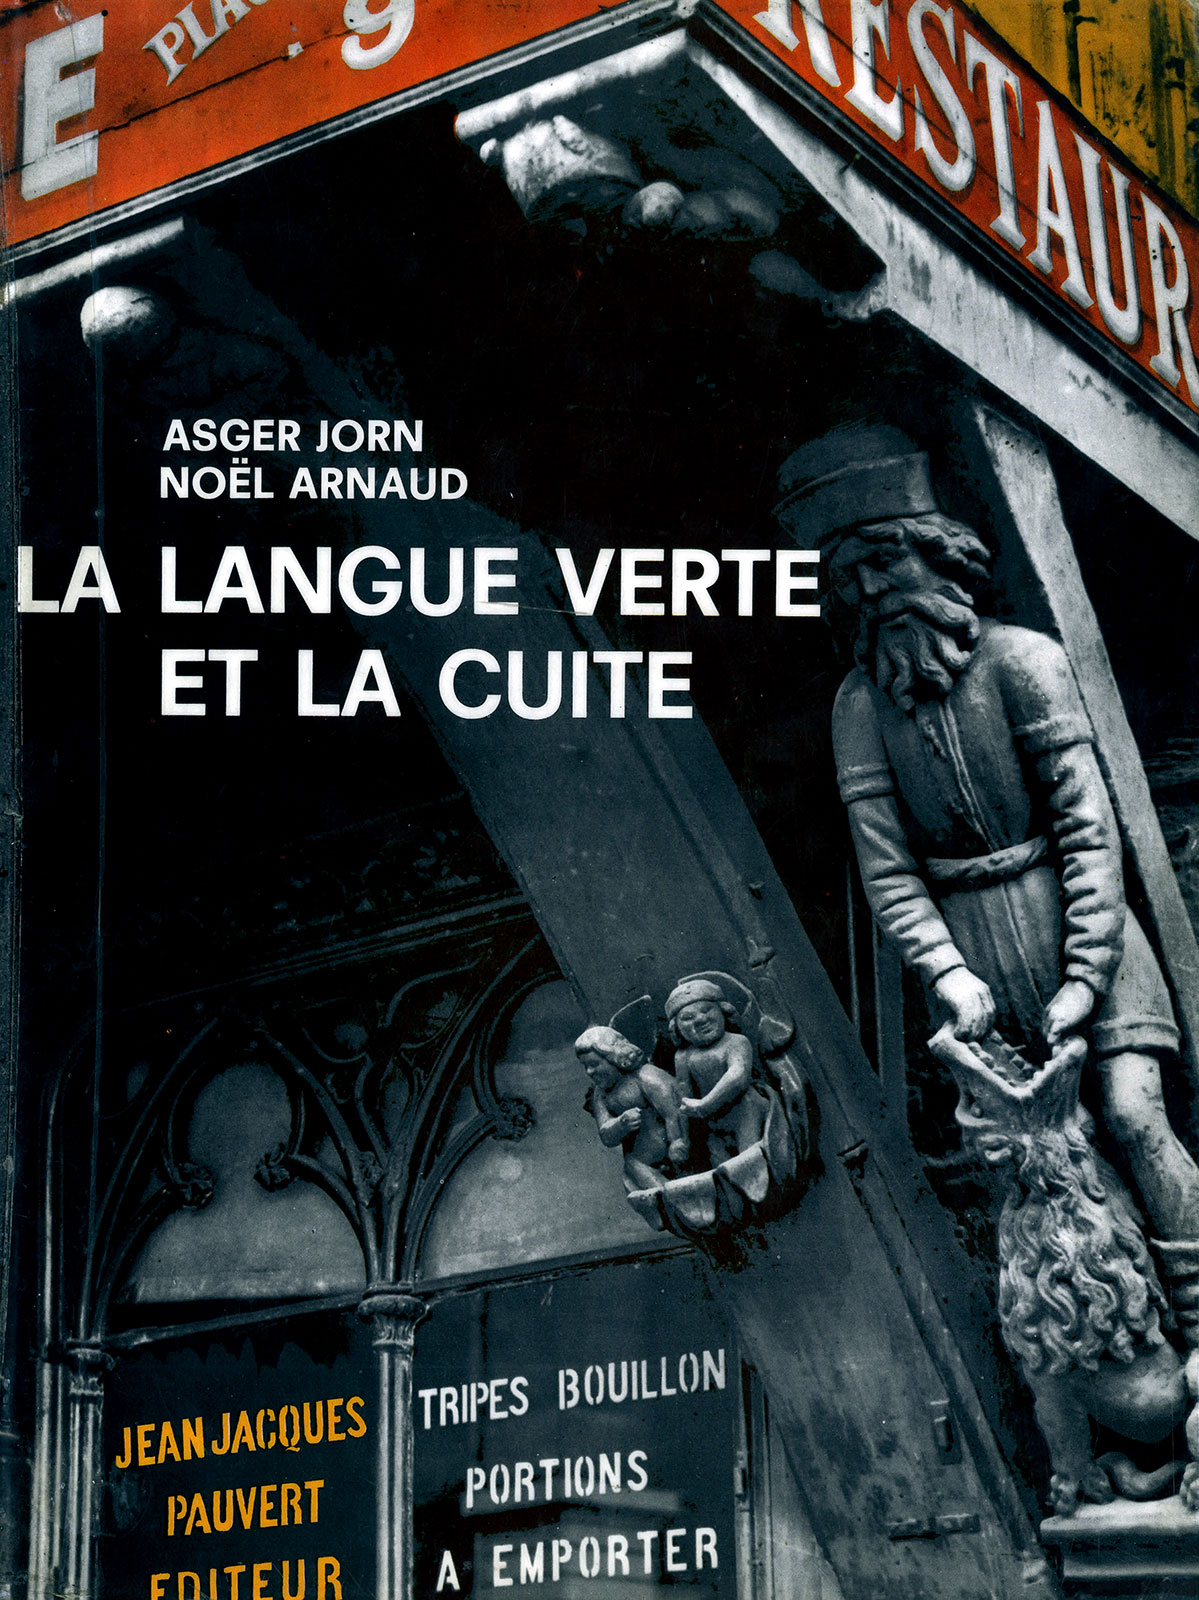 E
. 9
RESTAUR
ASGER JORN
NOËL ARNAUD
LA LANGUE VERTE
ET LA CUITE
JEAN JACQUES
PAUVERT
EDITEUR
TRIPES BOUILLON
PORTIONS
A EMPORTER